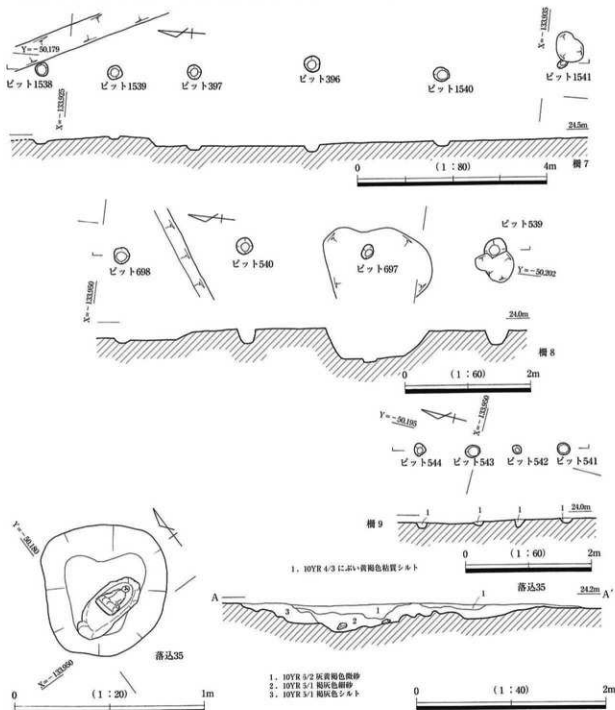 Y=-50,179
X=-133,935
ピット1538
ピット1539
ピット397
ピット396
ピット1540
ピット1541
X=-133,925
24.5m
0
(1：80)
4m
柵7
ピット698
ピット540
ピット697
ピット539
Y=-50,202
X=-133,950
24.0m
柵8
0
(1：60)
2m
Y=-50,195
X=-133,950
ピット544
ピット543
ピット542
ピット541
1
1
1
1
24.0m
柵9
0
(1：60)
2m
1．10YR 4/3 にぶい黄褐色粘質シルト
Y=-50,180
X=-133,950
落込35
0
(1：20)
1m
落込35
A
24.2m
A'
1
1
2
3
1．10YR 5/2 灰黄褐色微砂
2．10YR 5/1 褐灰色細砂
3．10YR 5/1 褐灰色シルト
0
(1：40)
2m